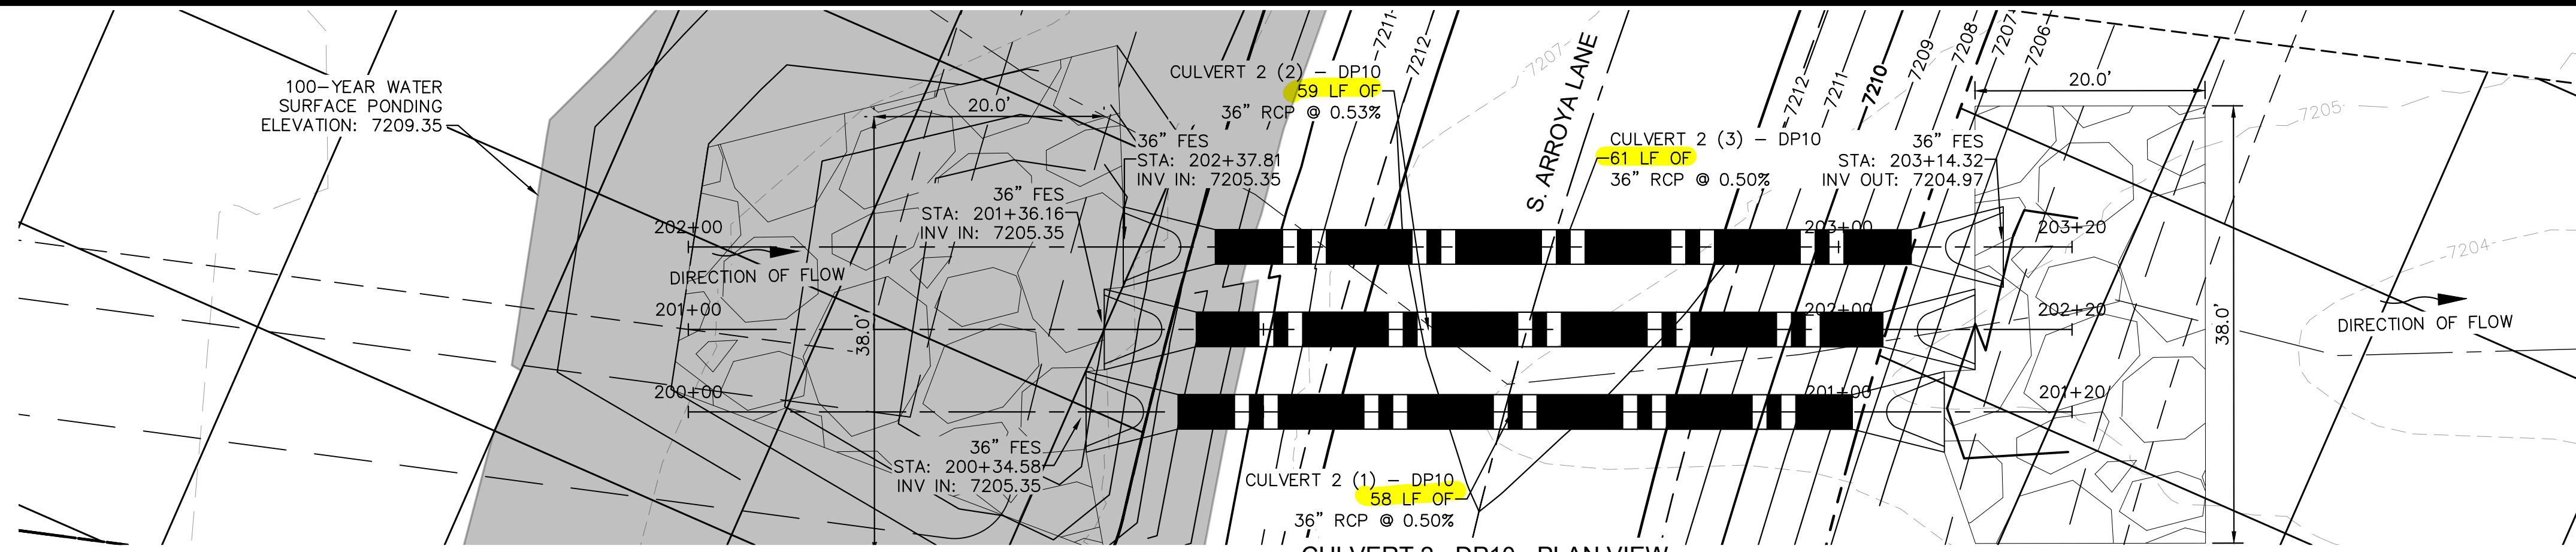 100-YEAR WATER
SURFACE PONDING
ELEVATION: 7209.35
20.0'
CULVERT 2 (2) - DP10
59 LF OF
36" RCP @ 0.53%
36" FES
STA: 202+37.81
INV IN: 7205.35
36" FES
STA: 201+36.16
INV IN: 7205.35
7211
7212
7207
S. ARROYA LANE
CULVERT 2 (3) - DP10
61 LF OF
36" RCP @ 0.50%
7212
7211
7210
7209
7208
7207
7206
36" FES
STA: 203+14.32
INV OUT: 7204.97
20.0'
7205
7204
202+00
203+00
203+20
DIRECTION OF FLOW
201+00
202+00
202+20
38.0'
38.0'
DIRECTION OF FLOW
200+00
201+00
201+20
36" FES
STA: 200+34.58
INV IN: 7205.35
CULVERT 2 (1) - DP10
58 LF OF
36" RCP @ 0.50%
CULVERT 2 - DP10 - PLAN VIEW